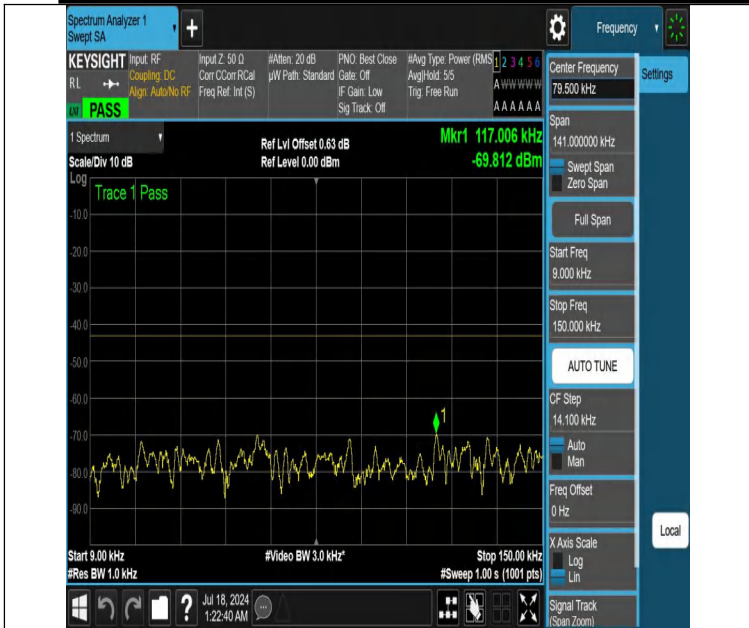 Spectrum Analyzer 1
Swept SA
Frequency
KEYSIGHT
RL
PASS
Input: RF
Coupling: DC
Align: Auto/No RF
Input Z: 50 Ω
Corr CCorr RCal
Freq Ref: Int (S)
#Atten: 20 dB
µW Path: Standard
PNO: Best Close
Gate: Off
IF Gain: Low
Sig Track: Off
#Avg Type: Power (RMS
Avg|Hold: 5/5
Trig: Free Run
1 2 3 4 5 6
A W W W W W
A A A A A A
1 Spectrum
Scale/Div 10 dB
Ref Lvl Offset 0.63 dB
Ref Level 0.00 dBm
Mkr1 117.006 kHz
-69.812 dBm
Log
Trace 1 Pass
-10.0
-20.0
-30.0
-40.0
-50.0
-60.0
-70.0
-80.0
-90.0
1
Start 9.00 kHz
#Res BW 1.0 kHz
#Video BW 3.0 kHz*
Stop 150.00 kHz
#Sweep 1.00 s (1001 pts)
?
Jul 18, 2024
1:22:40 AM
Center Frequency
79.500 kHz
Settings
Span
141.000000 kHz
Swept Span
Zero Span
Full Span
Start Freq
9.000 kHz
Stop Freq
150.000 kHz
AUTO TUNE
CF Step
14.100 kHz
Auto
Man
Freq Offset
0 Hz
Local
X Axis Scale
Log
Lin
Signal Track
(Span Zoom)